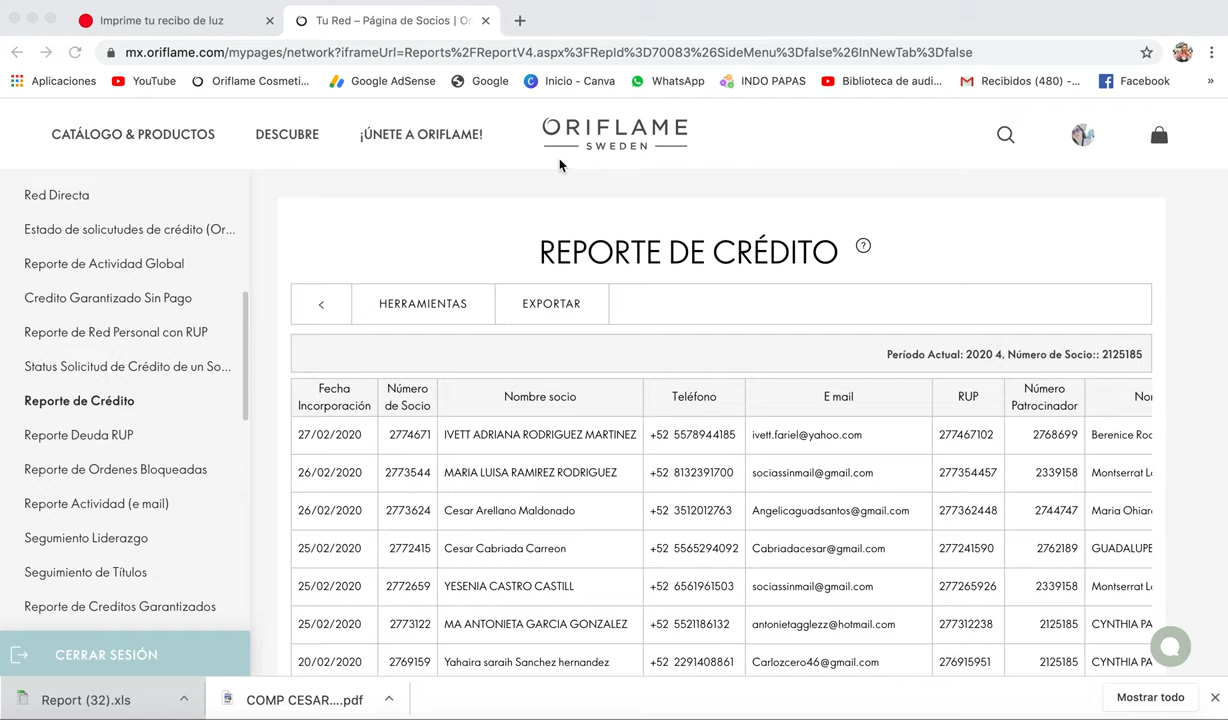 Imprime tu recibo de luz
Tu Red – Página de Socios | Or
mx.oriflame.com/mypages/network?iframeUrl=Reports%2FReportV4.aspx%3FRepId%3D70083%26SideMenu%3Dfalse%26InNewTab%3Dfalse
Aplicaciones YouTube Oriflame Cosmeti... Google AdSense Google Inicio - Canva WhatsApp INDO PAPAS Biblioteca de audi... Recibidos (480) -... Facebook »
CATÁLOGO & PRODUCTOS DESCUBRE ¡ÚNETE A ORIFLAME!
ORIFLAME
SWEDEN
Red Directa
Estado de solicutudes de crédito (Or...
Reporte de Actividad Global
Credito Garantizado Sin Pago
Reporte de Red Personal con RUP
Status Solicitud de Crédito de un So...
Reporte de Crédito
Reporte Deuda RUP
Reporte de Ordenes Bloqueadas
Reporte Actividad (e mail)
Segumiento Liderazgo
Seguimiento de Títulos
Reporte de Creditos Garantizados
CERRAR SESIÓN
REPORTE DE CRÉDITO ?
< HERRAMIENTAS EXPORTAR
Período Actual: 2020 4, Número de Socio:: 2125185
Fecha Incorporación Número de Socio Nombre socio Teléfono E mail RUP Número Patrocinador Nor
27/02/2020 2774671 IVETT ADRIANA RODRIGUEZ MARTINEZ +52 5578944185 ivett.fariel@yahoo.com 277467102 2768699 Berenice Roc
26/02/2020 2773544 MARIA LUISA RAMIREZ RODRIGUEZ +52 8132391700 sociassinmail@gmail.com 277354457 2339158 Montserrat Lc
26/02/2020 2773624 Cesar Arellano Maldonado +52 3512012763 Angelicaguadsantos@gmail.com 277362448 2744747 Maria Ohiar
25/02/2020 2772415 Cesar Cabriada Carreon +52 5565294092 Cabriadacesar@gmail.com 277241590 2762189 GUADALUPE
25/02/2020 2772659 YESENIA CASTRO CASTILL +52 6561961503 sociassinmail@gmail.com 277265926 2339158 Montserrat Lc
25/02/2020 2773122 MA ANTONIETA GARCIA GONZALEZ +52 5521186132 antonietagglezz@hotmail.com 277312238 2125185 CYNTHIA PA
20/02/2020 2769159 Yahaira saraih Sanchez hernandez +52 2291408861 Carlozcero46@gmail.com 276915951 2125185 CYNTHIA PA
Report (32).xls COMP CESAR....pdf Mostrar todo